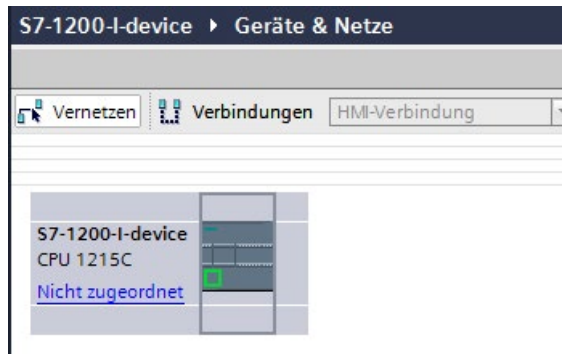 S7-1200-I-device ▸ Geräte & Netze
Vernetzen Verbindungen HMI-Verbindung
S7-1200-I-device
CPU 1215C
Nicht zugeordnet